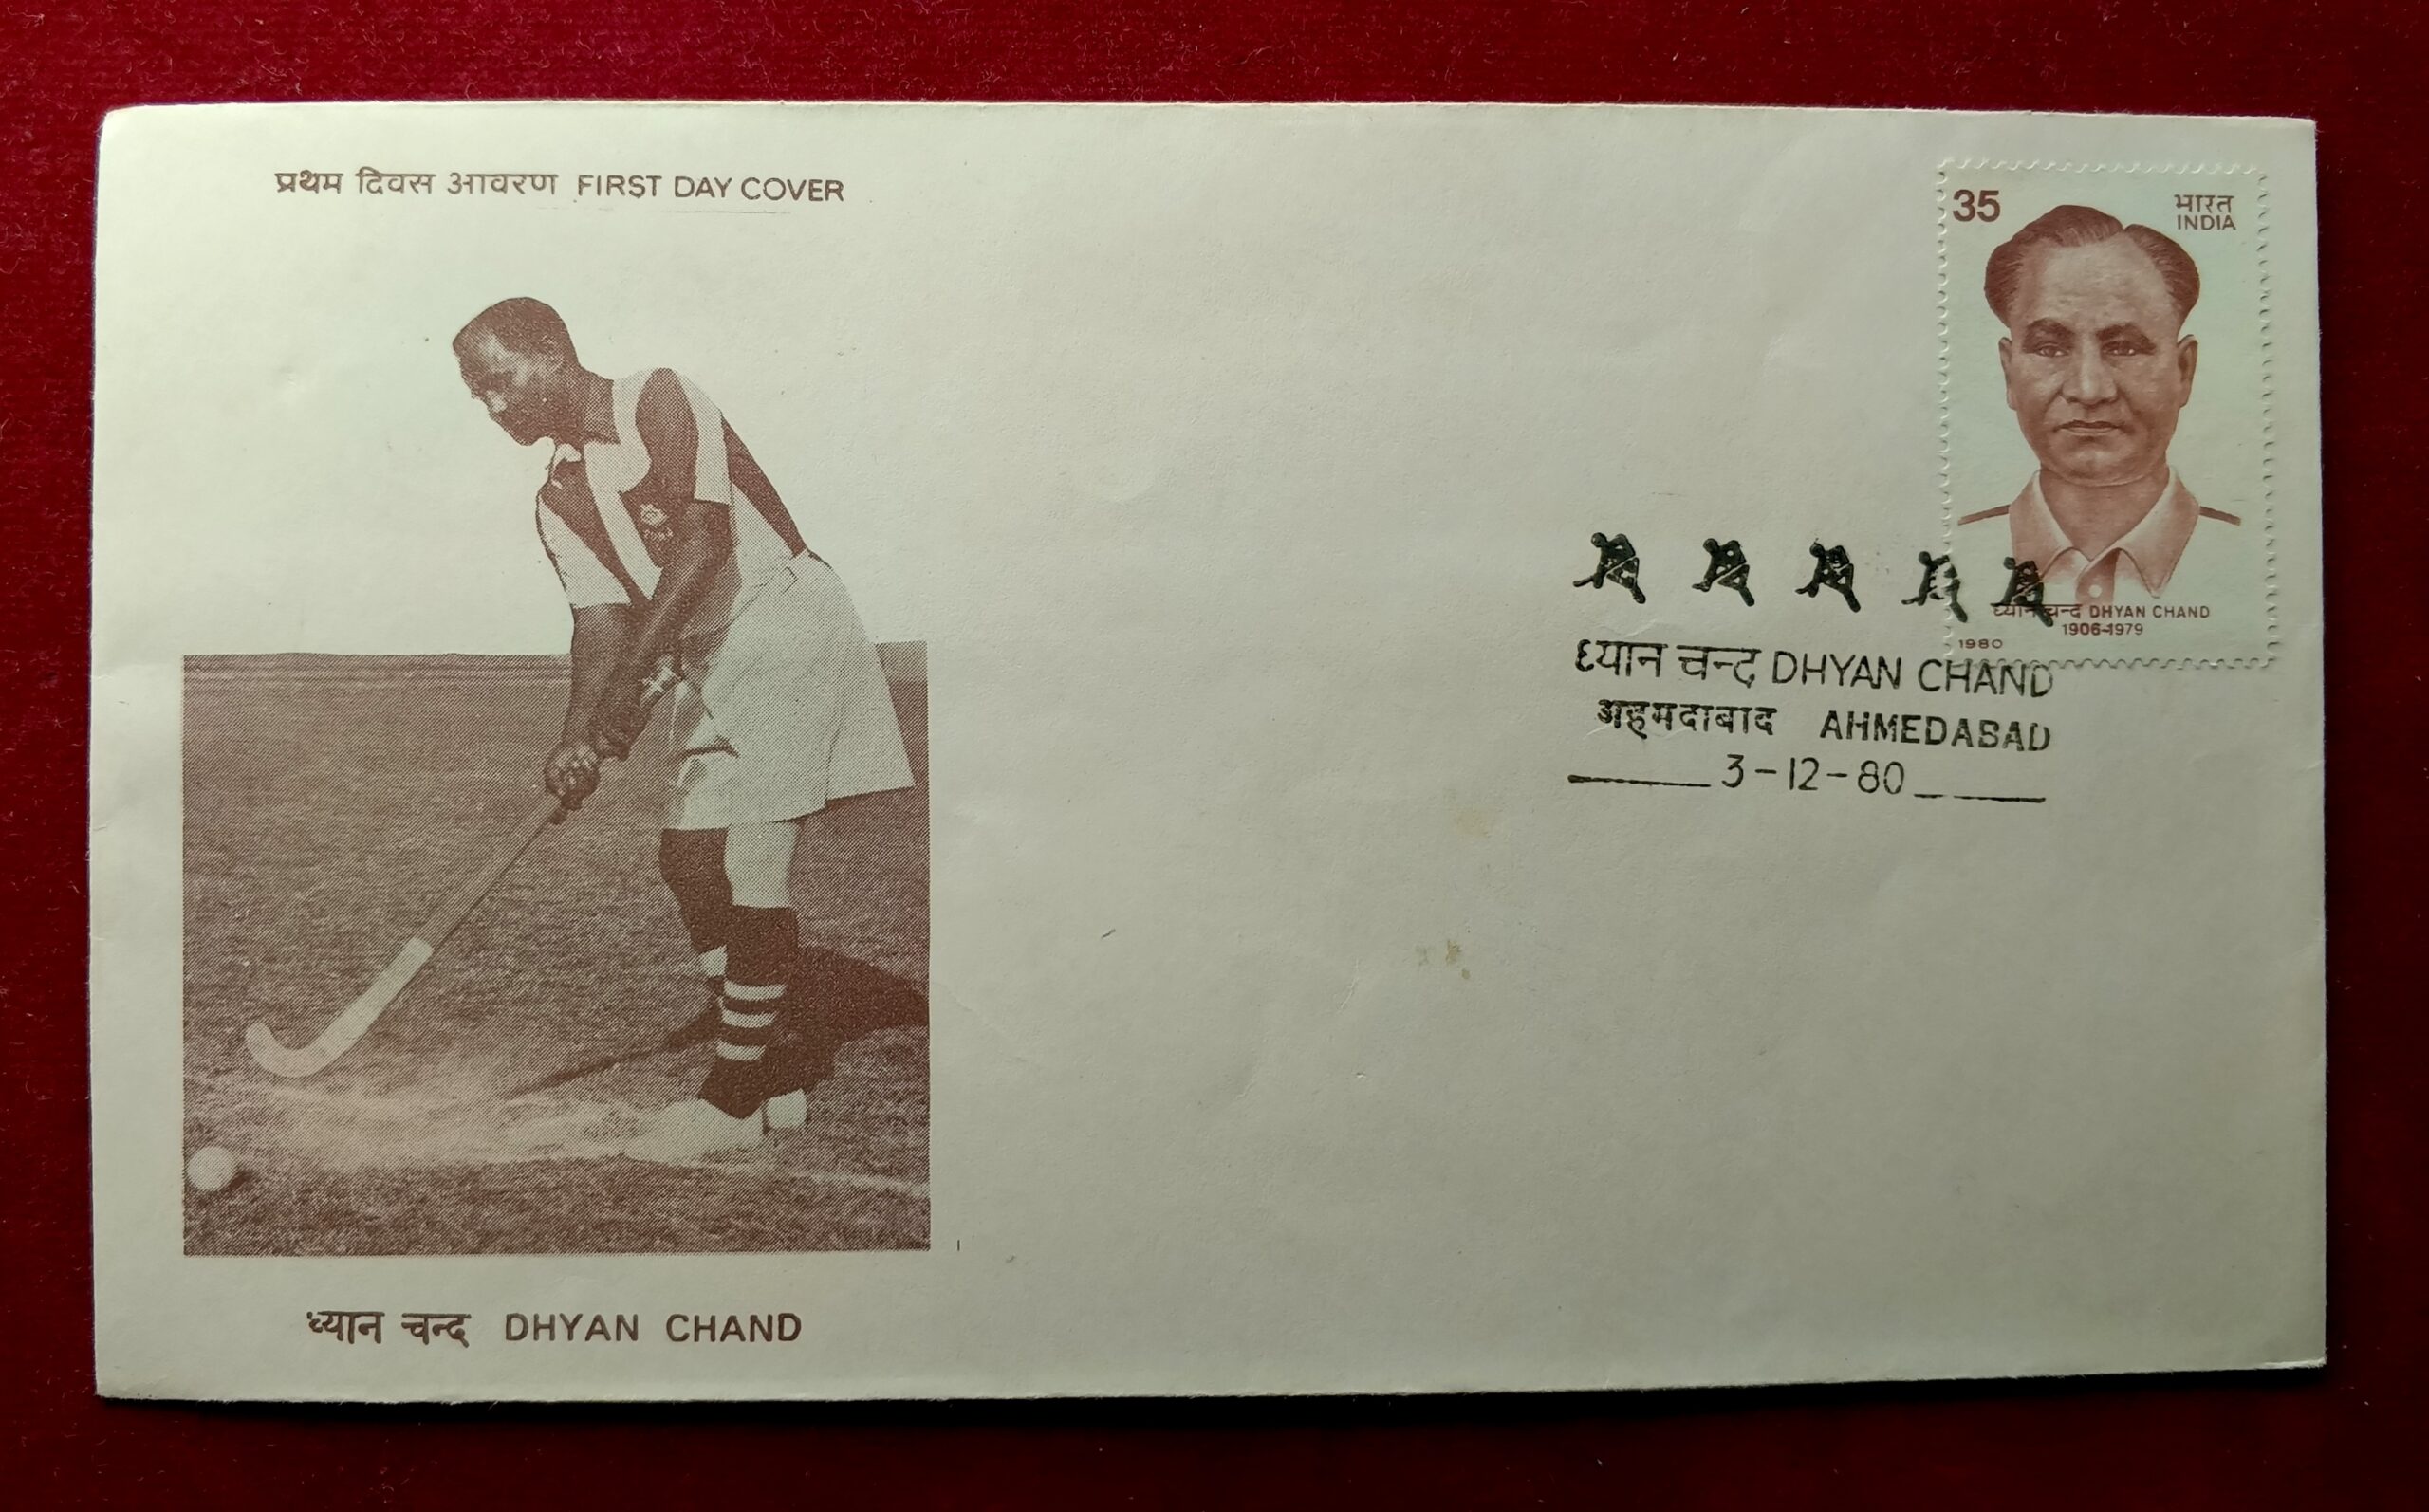 प्रथम दिवस आवरण FIRST DAY COVER
35
भारत
INDIA
ध्यान चन्द DHYAN CHAND
1906-1979
1980
ध्यान चन्द DHYAN CHAND
अहमदाबाद AHMEDABAD
3-12-80
ध्यान चन्द DHYAN CHAND